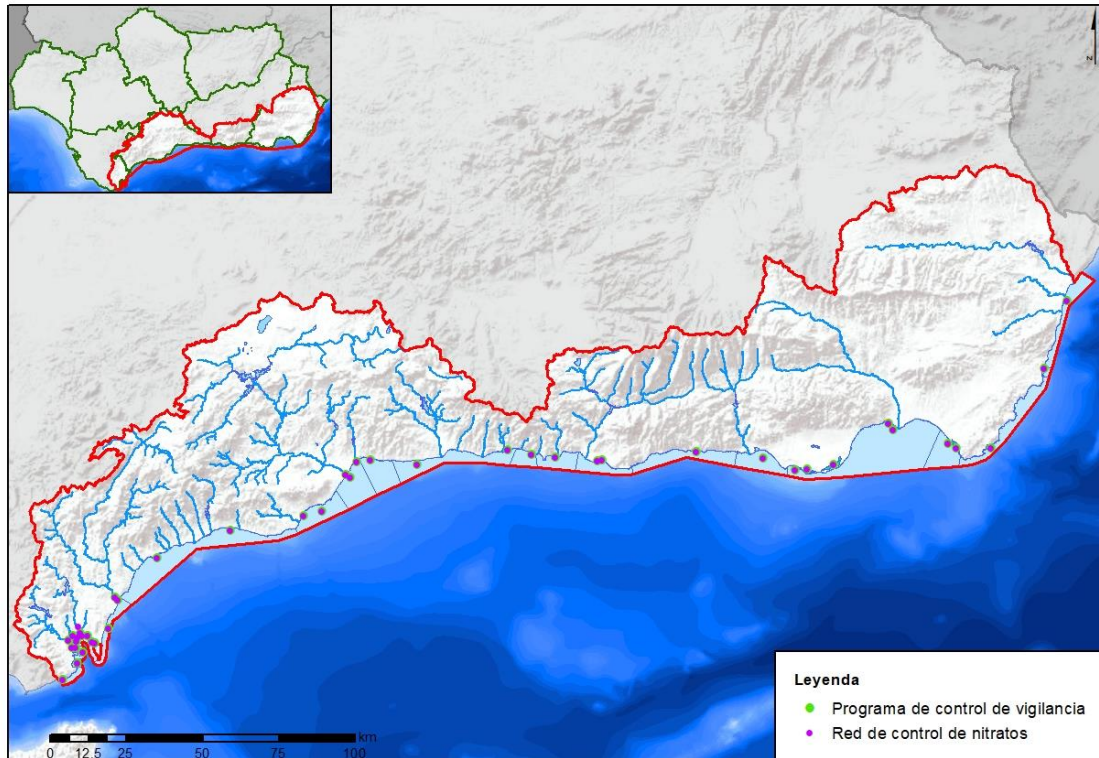 N
Leyenda
Programa de control de vigilancia
Red de control de nitratos
km
0 12.5 25 50 75 100